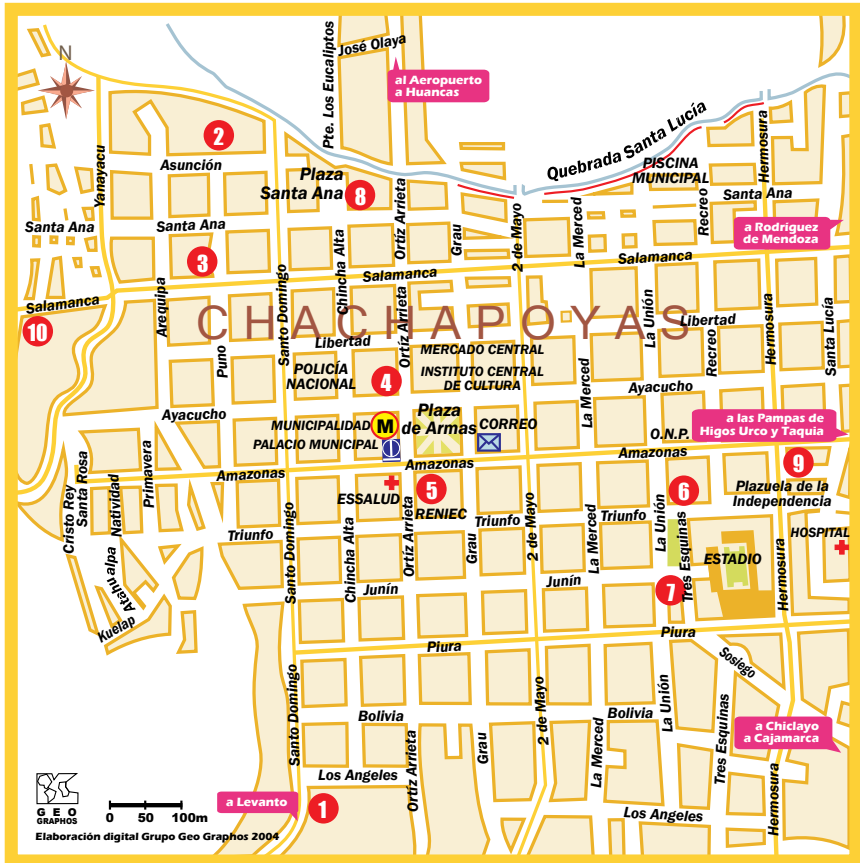 N
José Olaya
Pte. Los Eucaliptos
al Aeropuerto
a Huancas
Quebrada Santa Lucía
2
Asunción
Yanayacu
Plaza
Santa Ana
8
PISCINA
MUNICIPAL
Hermosura
Santa Ana
Santa Ana
Santa Ana
Recreo
Ortíz Arrieta
Grau
2 de Mayo
La Merced
Chincha Alta
a Rodriguez
de Mendoza
3
Salamanca
Salamanca
Salamanca
10
Arequipa
Santo Domingo
CHACHAPOYAS
Ortíz Arrieta
La Unión
Libertad
Libertad
Recreo
Hermosura
Santa Lucía
Puno
MERCADO CENTRAL
POLICÍA
NACIONAL
4
INSTITUTO CENTRAL
DE CULTURA
La Merced
Ayacucho
Ayacucho
Plaza
de Armas
MUNICIPALIDAD
M
CORREO
PALACIO MUNICIPAL
O.N.P.
a las Pampas de
Higos Urco y Taquia
Amazonas
Amazonas
Amazonas
Cristo Rey
Santa Rosa
Natividad
Primavera
Atahu alpa
Kuelap
ESSALUD
5
RENIEC
6
9
Plazuela de la
Independencia
Triunfo
Triunfo
Triunfo
Santo Domingo
Chincha Alta
Ortíz Arrieta
Grau
2 de Mayo
La Merced
La Unión
Tres Esquinas
ESTADIO
HOSPITAL
Hermosura
Junín
Junín
7
Piura
Piura
Sosiego
Santo Domingo
2 de Mayo
La Unión
Tres Esquinas
Bolivia
Bolivia
a Chiclayo
a Cajamarca
Ortíz Arrieta
Grau
La Merced
Hermosura
Los Angeles
Los Angeles
a Levanto
1
GEO
GRAPHOS
0 50 100m
Elaboración digital Grupo Geo Graphos 2004